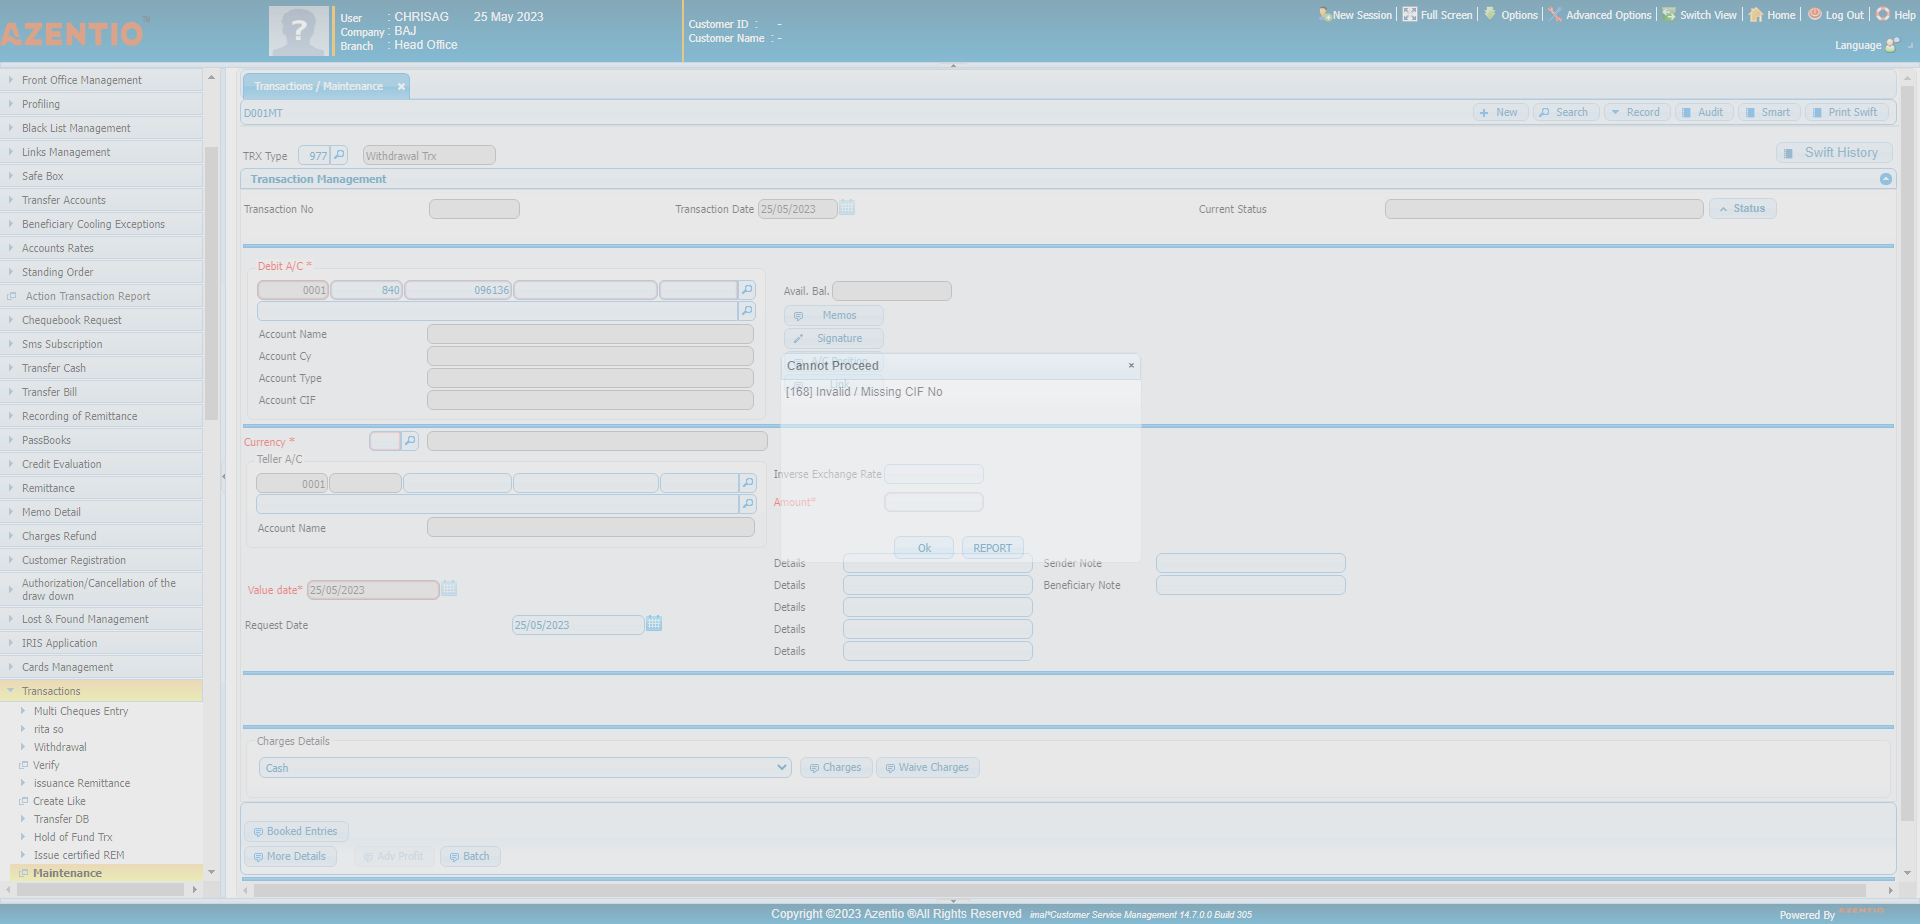 AZENTIO™
User : CHRISAG 25 May 2023
Company : BAJ
Branch : Head Office
Customer ID : -
Customer Name : -
New Session Full Screen Options Advanced Options Switch View Home Log Out Help
Language
Front Office Management
Profiling
Black List Management
Links Management
Safe Box
Transfer Accounts
Beneficiary Cooling Exceptions
Accounts Rates
Standing Order
Action Transaction Report
Chequebook Request
Sms Subscription
Transfer Cash
Transfer Bill
Recording of Remittance
PassBooks
Credit Evaluation
Remittance
Memo Detail
Charges Refund
Customer Registration
Authorization/Cancellation of the
draw down
Lost & Found Management
IRIS Application
Cards Management
Transactions
Multi Cheques Entry
rita so
Withdrawal
Verify
issuance Remittance
Create Like
Transfer DB
Hold of Fund Trx
Issue certified REM
Maintenance
Transactions / Maintenance
D001MT
New Search Record Audit Smart Print Swift
TRX Type 977 Withdrawal Trx
Swift History
Transaction Management
Transaction No Transaction Date 25/05/2023 Current Status Status
Debit A/C *
0001 840 096136
Account Name
Account Cy
Account Type
Account CIF
Avail. Bal.
Memos
Signature
A/C Position
Link
Cannot Proceed
[168] Invalid / Missing CIF No
Ok REPORT
Currency *
Teller A/C
0001
Account Name
Inverse Exchange Rate
Amount*
Value date* 25/05/2023
Request Date 25/05/2023
Details
Details
Details
Details
Details
Sender Note
Beneficiary Note
Charges Details
Cash Charges Waive Charges
Booked Entries
More Details Adv Profit Batch
Copyright ©2023 Azentio ®All Rights Reserved imal*Customer Service Management 14.7.0.0 Build 305
Powered By AZENTIO